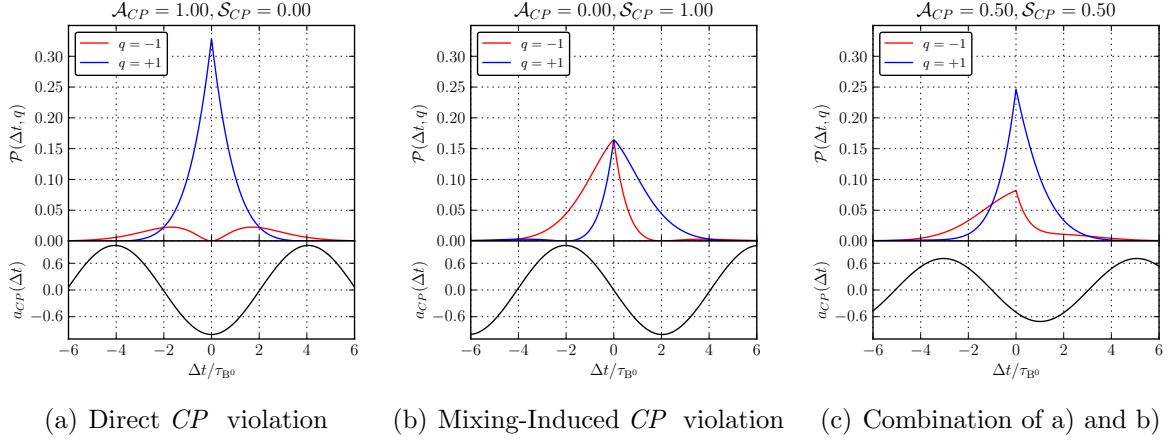 𝒜_CP = 1.00, 𝒮_CP = 0.00
0.30
0.25
0.20
0.15
0.10
0.05
0.00
𝒫(Δt, q)
q = −1
q = +1
0.6
0.0
−0.6
a_CP(Δt)
−6 −4 −2 0 2 4 6
Δt/τ_B⁰
(a) Direct CP violation
𝒜_CP = 0.00, 𝒮_CP = 1.00
0.30
0.25
0.20
0.15
0.10
0.05
0.00
𝒫(Δt, q)
q = −1
q = +1
0.6
0.0
−0.6
a_CP(Δt)
−6 −4 −2 0 2 4 6
Δt/τ_B⁰
(b) Mixing-Induced CP violation
𝒜_CP = 0.50, 𝒮_CP = 0.50
0.30
0.25
0.20
0.15
0.10
0.05
0.00
𝒫(Δt, q)
q = −1
q = +1
0.6
0.0
−0.6
a_CP(Δt)
−6 −4 −2 0 2 4 6
Δt/τ_B⁰
(c) Combination of a) and b)